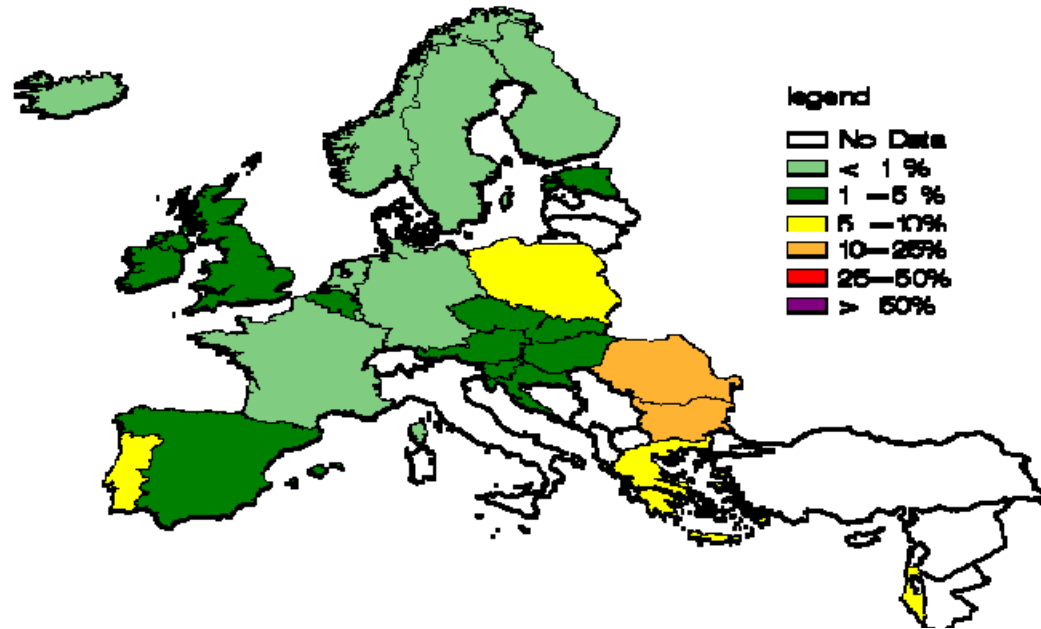 legend
No Data
< 1 %
1 —5 %
5 —10%
10—25%
25—50%
> 50%